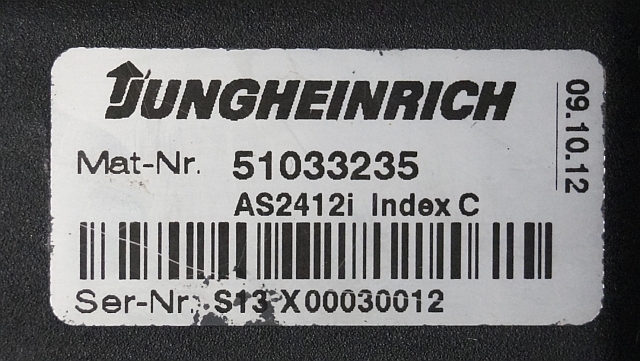 JUNGHEINRICH
Mat-Nr. 51033235
AS2412i Index C
Ser-Nr. S13-X00030012
09.10.12